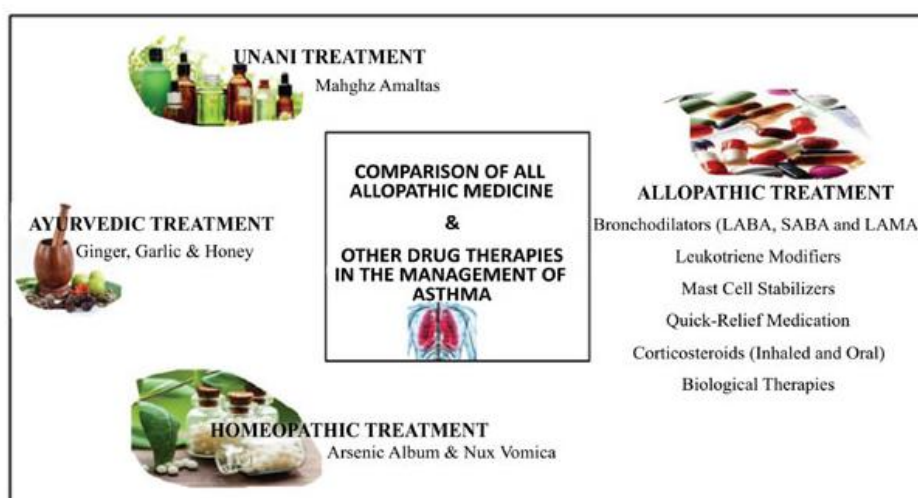 UNANI TREATMENT
Mahghz Amaltas
AYURVEDIC TREATMENT
Ginger, Garlic & Honey
COMPARISON OF ALL
ALLOPATHIC MEDICINE
&
OTHER DRUG THERAPIES
IN THE MANAGEMENT OF
ASTHMA
ALLOPATHIC TREATMENT
Bronchodilators (LABA, SABA and LAMA
Leukotriene Modifiers
Mast Cell Stabilizers
Quick-Relief Medication
Corticosteroids (Inhaled and Oral)
Biological Therapies
HOMEOPATHIC TREATMENT
Arsenic Album & Nux Vomica